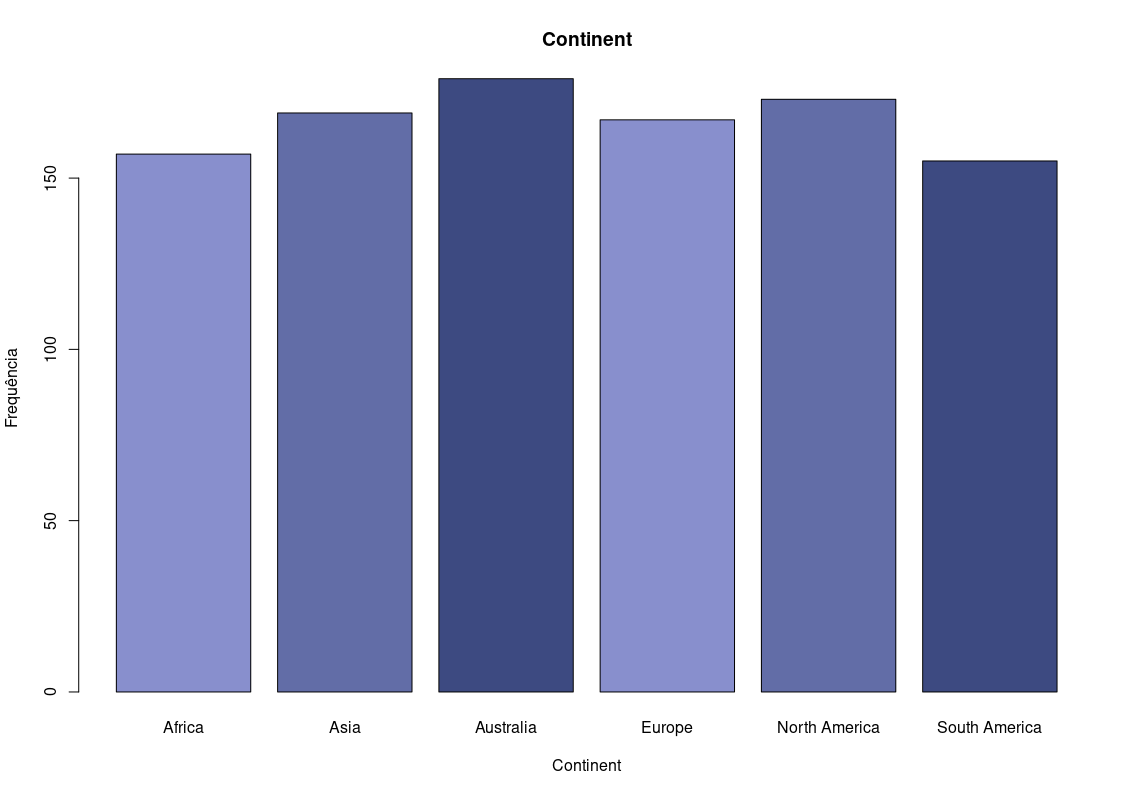 Continent
150
100
50
0
Frequência
Africa
Asia
Australia
Europe
North America
South America
Continent